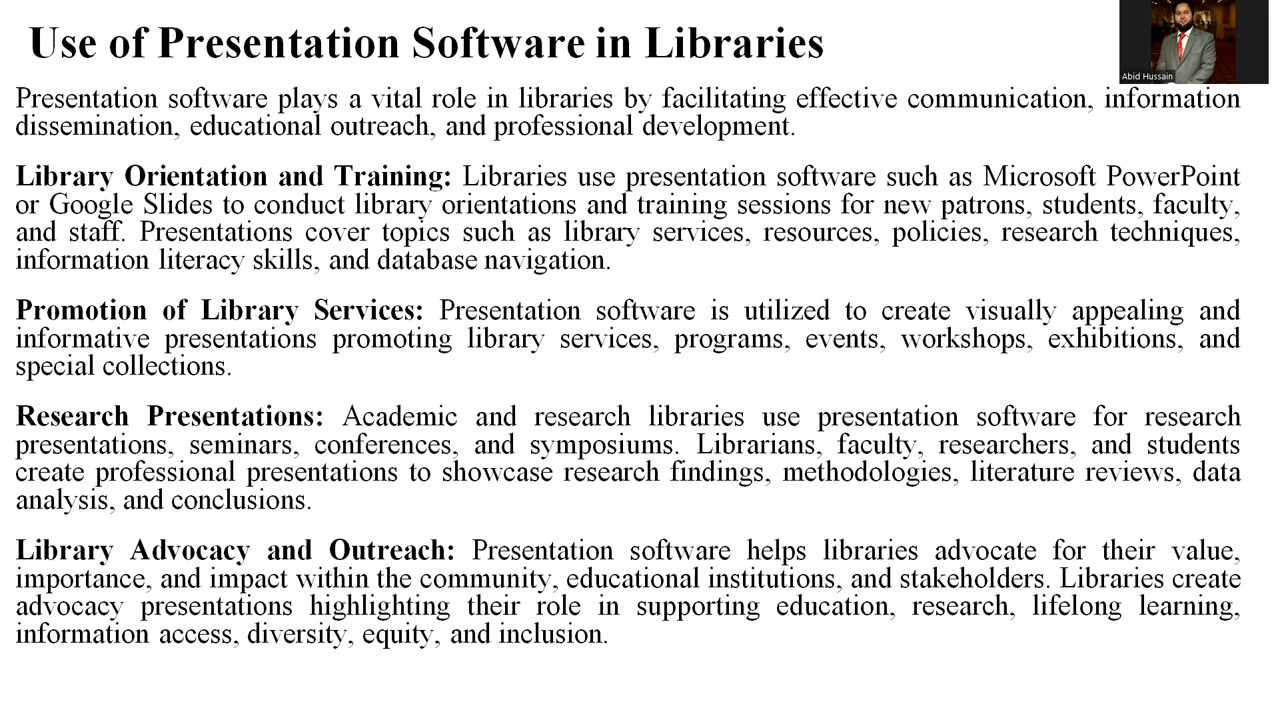 Use of Presentation Software in Libraries
Abid Hussain
Presentation software plays a vital role in libraries by facilitating effective communication, information
dissemination, educational outreach, and professional development.
Library Orientation and Training: Libraries use presentation software such as Microsoft PowerPoint
or Google Slides to conduct library orientations and training sessions for new patrons, students, faculty,
and staff. Presentations cover topics such as library services, resources, policies, research techniques,
information literacy skills, and database navigation.
Promotion of Library Services: Presentation software is utilized to create visually appealing and
informative presentations promoting library services, programs, events, workshops, exhibitions, and
special collections.
Research Presentations: Academic and research libraries use presentation software for research
presentations, seminars, conferences, and symposiums. Librarians, faculty, researchers, and students
create professional presentations to showcase research findings, methodologies, literature reviews, data
analysis, and conclusions.
Library Advocacy and Outreach: Presentation software helps libraries advocate for their value,
importance, and impact within the community, educational institutions, and stakeholders. Libraries create
advocacy presentations highlighting their role in supporting education, research, lifelong learning,
information access, diversity, equity, and inclusion.